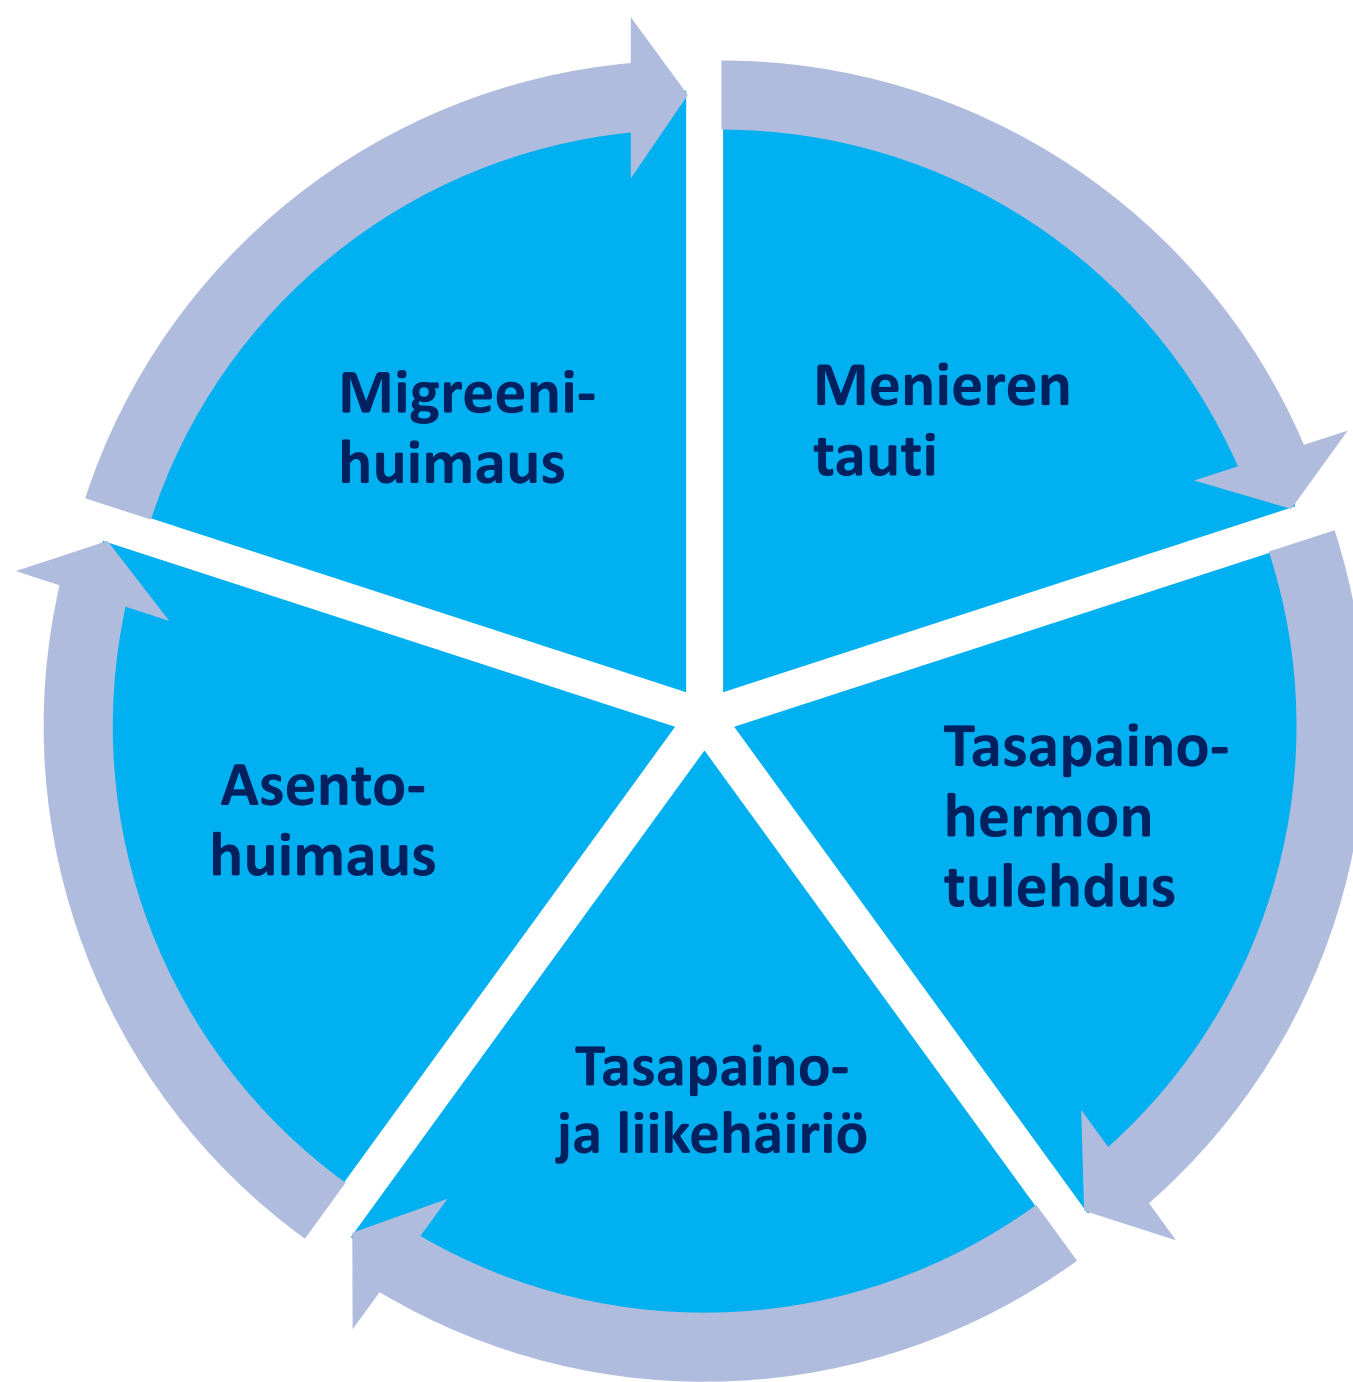 Migreeni-
huimaus
Menieren
tauti
Tasapaino-
hermon
tulehdus
Tasapaino-
ja liikehäiriö
Asento-
huimaus